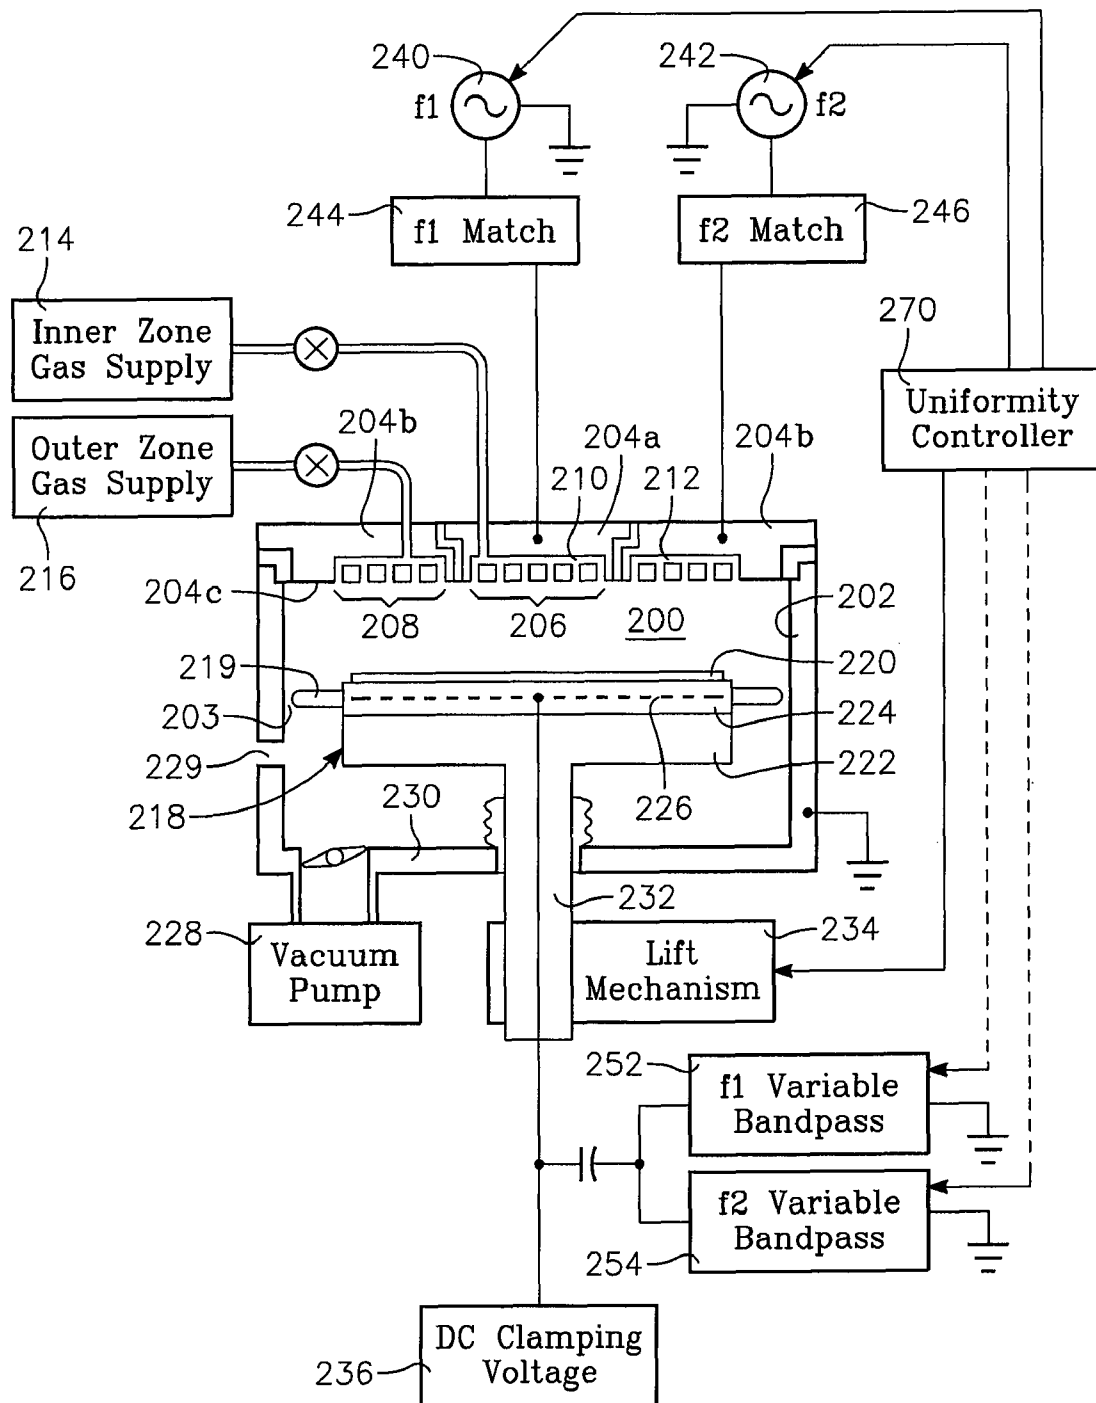 240
242
f1
f2
244
f1 Match
f2 Match
246
214
Inner Zone
Gas Supply
270
Uniformity
Controller
204b
204a
204b
Outer Zone
Gas Supply
210
212
216
204c
208
206
200
202
219
220
203
224
229
222
218
230
226
232
228
Vacuum
Pump
Lift
Mechanism
234
252
f1 Variable
Bandpass
f2 Variable
Bandpass
254
DC Clamping
Voltage
236